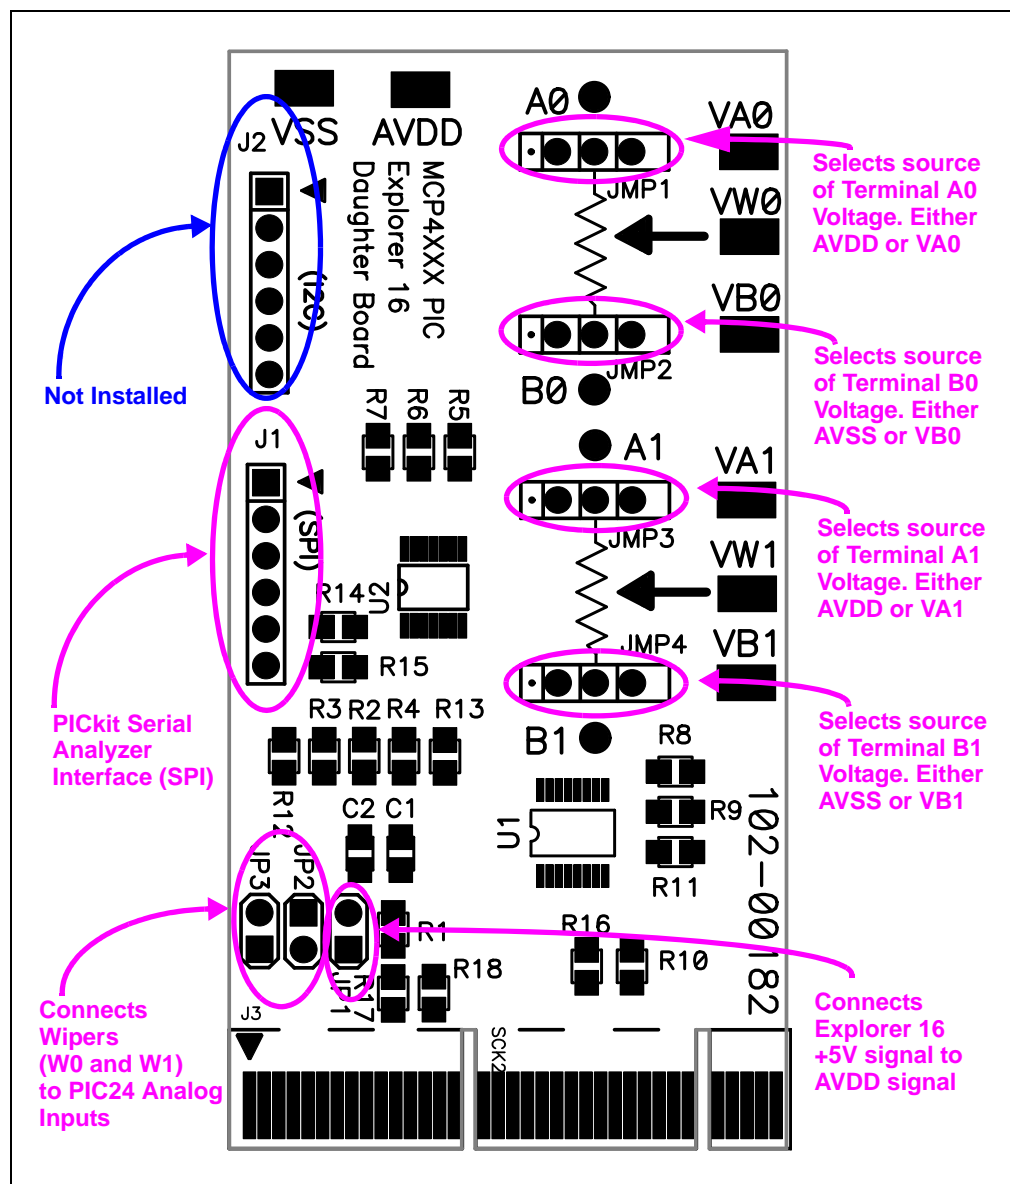 VSS
AVDD
J2
(I2C)
MCP4XXX PIC
Explorer 16
Daughter Board
A0
VA0
JMP1
VW0
VB0
JMP2
B0
Selects source
of Terminal A0
Voltage. Either
AVDD or VA0
Selects source
of Terminal B0
Voltage. Either
AVSS or VB0
Not Installed
R7
R6
R5
J1
(SPI)
A1
VA1
JMP3
VW1
JMP4
VB1
B1
Selects source
of Terminal A1
Voltage. Either
AVDD or VA1
Selects source
of Terminal B1
Voltage. Either
AVSS or VB1
R14
U2
R15
PICkit Serial
Analyzer
Interface (SPI)
R3
R2
R4
R13
R12
C2
C1
U1
R8
R9
R11
102-00182
JP3
JP2
JP1
R1
R17
R18
R16
R10
J3
SCK2
Connects
Wipers
(W0 and W1)
to PIC24 Analog
Inputs
Connects
Explorer 16
+5V signal to
AVDD signal